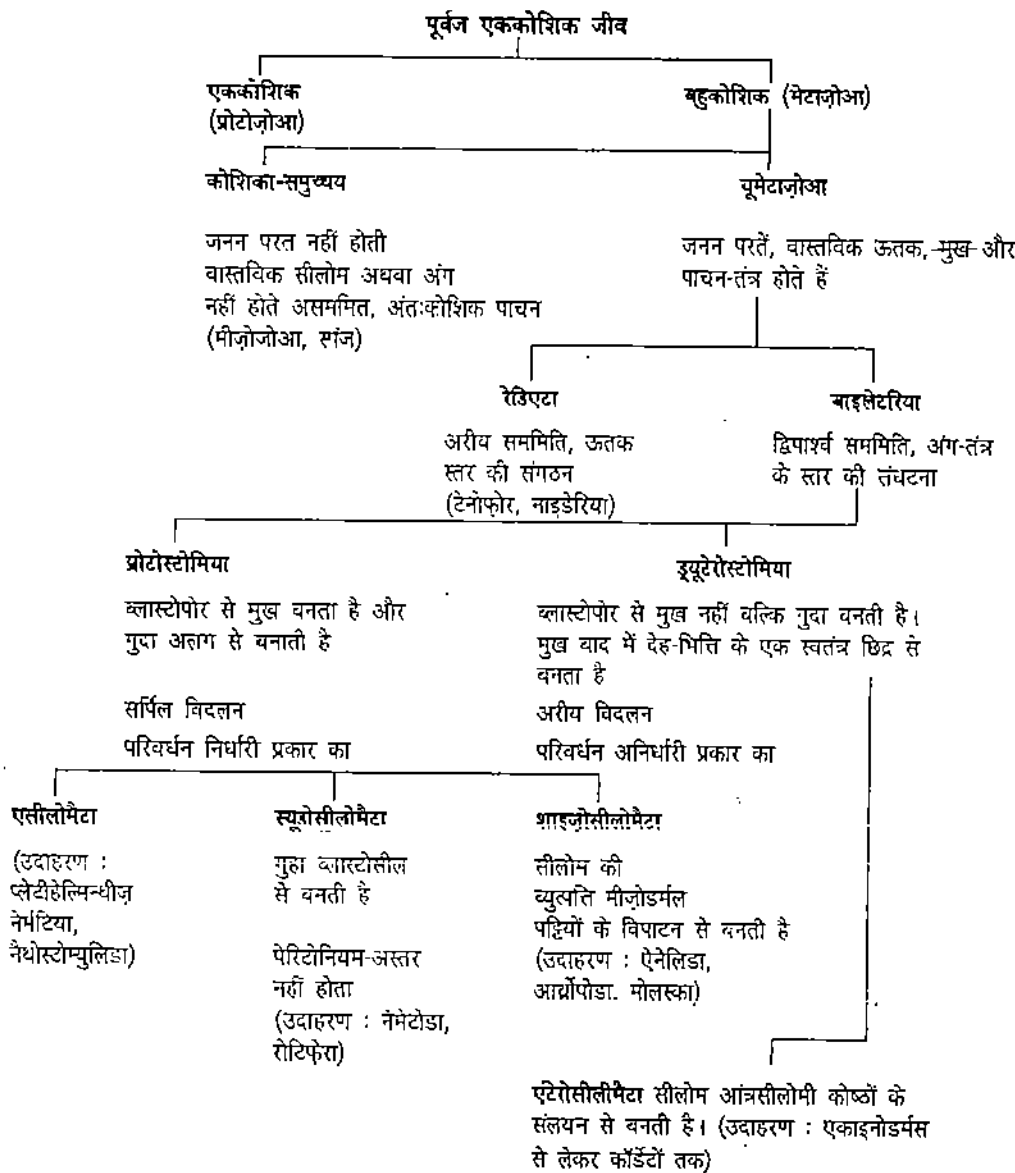 पूर्वज एककोशिक जीव
एककोशिक
(प्रोटोज़ोआ)
बहुकोशिक (मेटाज़ोआ)
कोशिका-समुच्चय
यूमेटाज़ोआ
जनन परत नहीं होती
वास्तविक सीलोम अथवा अंग
नहीं होते असममित, अंतःकोशिक पाचन
(मीज़ोजोआ, स्पंज)
जनन परतें, वास्तविक ऊतक, मुख और
पाचन-तंत्र होते हैं
रेडिएटा
बाइलेटरिया
अरीय सममिति, ऊतक
स्तर की संगठन
(टेनोफ़ोर, नाइडेरिया)
द्विपार्श्व सममिति, अंग-तंत्र
के स्तर की संघटना
प्रोटोस्टोमिया
ड्यूटेरोस्टोमिया
ब्लास्टोपोर से मुख बनता है और
गुदा अलग से बनाती है
ब्लास्टोपोर से मुख नहीं बल्कि गुदा बनती है।
मुख बाद में देह-भित्ति के एक स्वतंत्र छिद्र से
बनता है
सर्पिल विदलन
अरीय विदलन
परिवर्धन निर्धारी प्रकार का
परिवर्धन अनिर्धारी प्रकार का
एसीलोमैटा
स्यूडोसीलोमैटा
शाइज़ोसीलोमैटा
(उदाहरण :
प्लेटीहेल्मिन्थीज़
नेर्मटिया,
नैथोस्टोम्युलिडा)
गुहा ब्लास्टोसील
से बनती है
पेरिटोनियम-अस्तर
नहीं होता
(उदाहरण : नेमेटोडा,
रोटिफेरा)
सीलोम की
व्युत्पत्ति मीज़ोडर्मल
पट्टियों के विपाटन से बनती है
(उदाहरण : ऐनेलिडा,
आर्थ्रोपोडा. मोलस्का)
एंटेरोसीलोमैटा सीलोम आंत्रसीलोमी कोष्ठों के
संलयन से बनती है। (उदाहरण : एकाइनोडर्मस
से लेकर कॉर्डेटों तक)